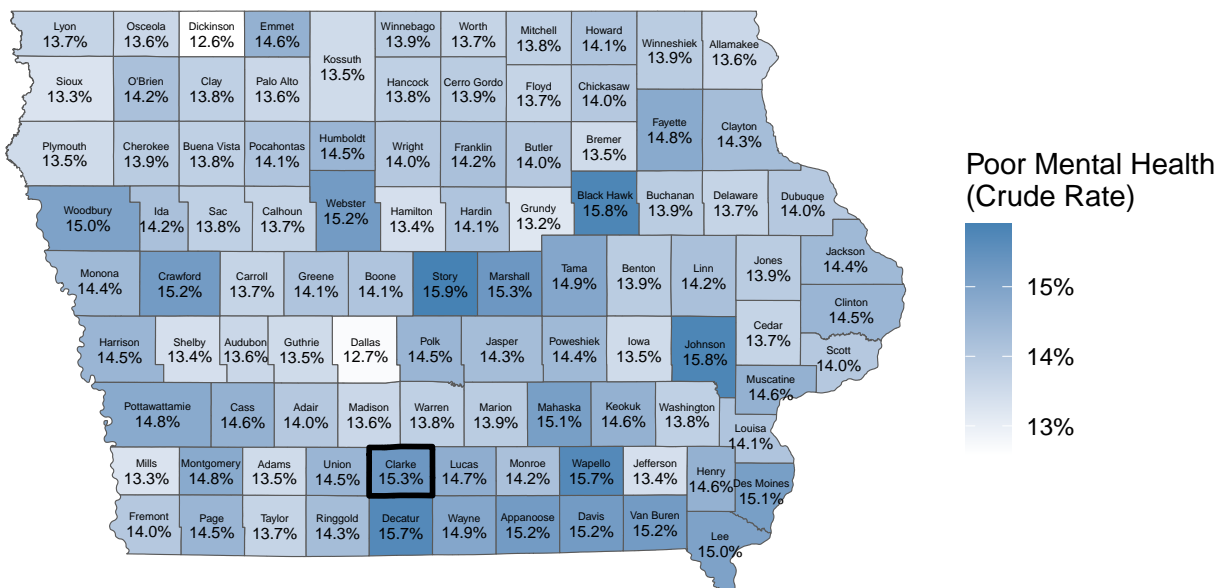 Lyon
13.7%
Osceola
13.6%
Dickinson
12.6%
Emmet
14.6%
Kossuth
13.5%
Winnebago
13.9%
Worth
13.7%
Mitchell
13.8%
Howard
14.1%
Winneshiek
13.9%
Allamakee
13.6%
Sioux
13.3%
O'Brien
14.2%
Clay
13.8%
Palo Alto
13.6%
Hancock
13.8%
Cerro Gordo
13.9%
Floyd
13.7%
Chickasaw
14.0%
Fayette
14.8%
Clayton
14.3%
Plymouth
13.5%
Cherokee
13.9%
Buena Vista
13.8%
Pocahontas
14.1%
Humboldt
14.5%
Wright
14.0%
Franklin
14.2%
Butler
14.0%
Bremer
13.5%
Woodbury
15.0%
Ida
14.2%
Sac
13.8%
Calhoun
13.7%
Webster
15.2%
Hamilton
13.4%
Hardin
14.1%
Grundy
13.2%
Black Hawk
15.8%
Buchanan
13.9%
Delaware
13.7%
Dubuque
14.0%
Monona
14.4%
Crawford
15.2%
Carroll
13.7%
Greene
14.1%
Boone
14.1%
Story
15.9%
Marshall
15.3%
Tama
14.9%
Benton
13.9%
Linn
14.2%
Jones
13.9%
Jackson
14.4%
Clinton
14.5%
Harrison
14.5%
Shelby
13.4%
Audubon
13.6%
Guthrie
13.5%
Dallas
12.7%
Polk
14.5%
Jasper
14.3%
Poweshiek
14.4%
Iowa
13.5%
Johnson
15.8%
Cedar
13.7%
Scott
14.0%
Muscatine
14.6%
Pottawattamie
14.8%
Cass
14.6%
Adair
14.0%
Madison
13.6%
Warren
13.8%
Marion
13.9%
Mahaska
15.1%
Keokuk
14.6%
Washington
13.8%
Louisa
14.1%
Mills
13.3%
Montgomery
14.8%
Adams
13.5%
Union
14.5%
Clarke
15.3%
Lucas
14.7%
Monroe
14.2%
Wapello
15.7%
Jefferson
13.4%
Henry
14.6%
Des Moines
15.1%
Fremont
14.0%
Page
14.5%
Taylor
13.7%
Ringgold
14.3%
Decatur
15.7%
Wayne
14.9%
Appanoose
15.2%
Davis
15.2%
Van Buren
15.2%
Lee
15.0%
Poor Mental Health
(Crude Rate)
15%
14%
13%